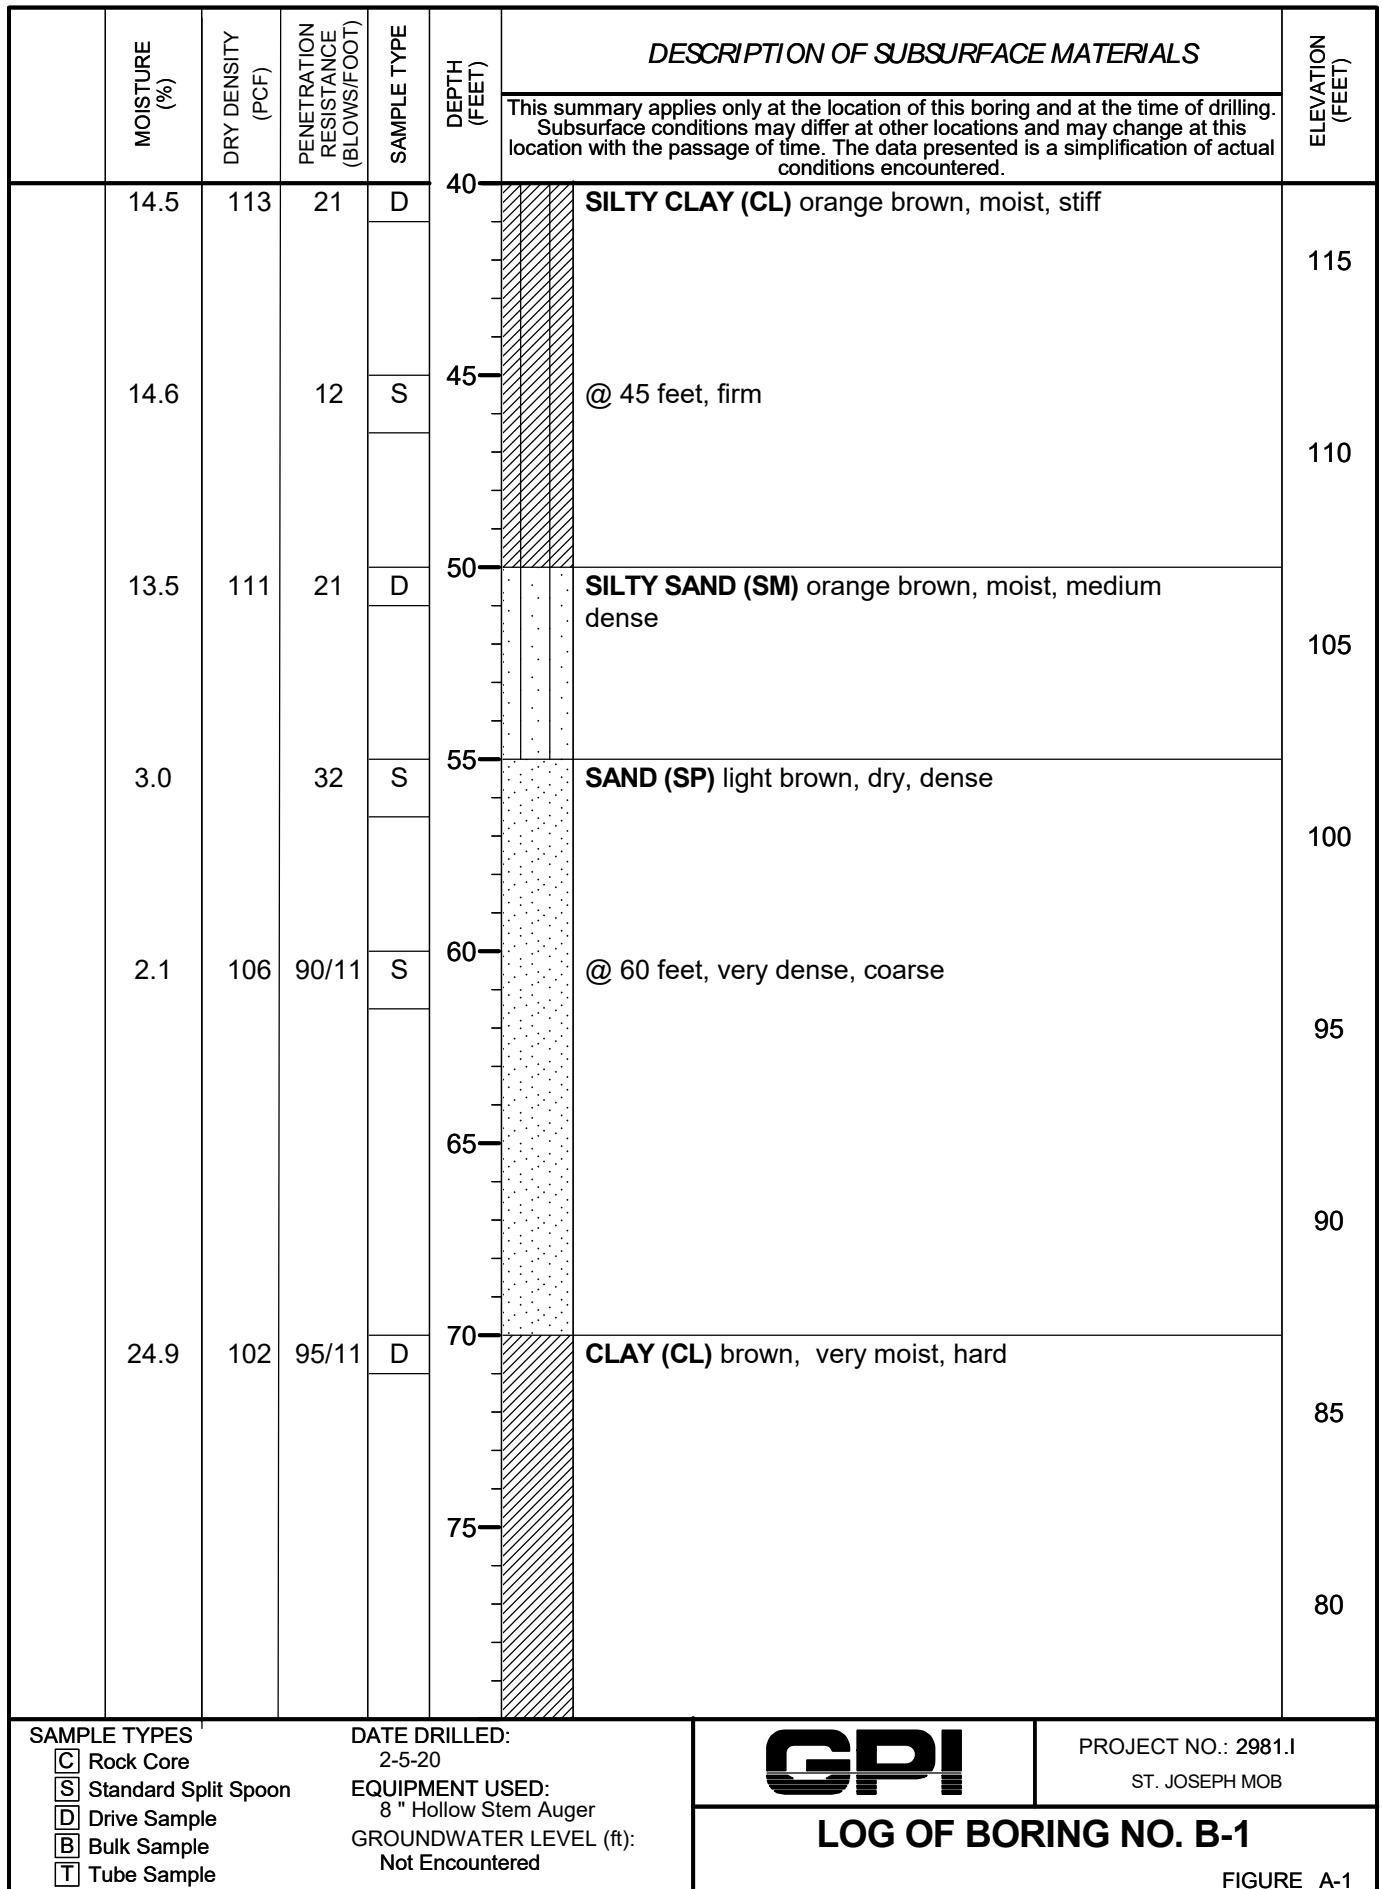 MOISTURE
(%)
DRY DENSITY
(PCF)
PENETRATION
RESISTANCE
(BLOWS/FOOT)
SAMPLE TYPE
DEPTH
(FEET)
DESCRIPTION OF SUBSURFACE MATERIALS
This summary applies only at the location of this boring and at the time of drilling.
Subsurface conditions may differ at other locations and may change at this
location with the passage of time. The data presented is a simplification of actual
conditions encountered.
ELEVATION
(FEET)
40
14.5 113 21 D SILTY CLAY (CL) orange brown, moist, stiff
115
45
14.6 12 S @ 45 feet, firm
110
50
13.5 111 21 D SILTY SAND (SM) orange brown, moist, medium
dense
105
55
3.0 32 S SAND (SP) light brown, dry, dense
100
60
2.1 106 90/11 S @ 60 feet, very dense, coarse
95
65
90
70
24.9 102 95/11 D CLAY (CL) brown, very moist, hard
85
75
80
SAMPLE TYPES
C Rock Core
S Standard Split Spoon
D Drive Sample
B Bulk Sample
T Tube Sample
DATE DRILLED:
2-5-20
EQUIPMENT USED:
8 " Hollow Stem Auger
GROUNDWATER LEVEL (ft):
Not Encountered
GPI
PROJECT NO.: 2981.I
ST. JOSEPH MOB
LOG OF BORING NO. B-1
FIGURE A-1